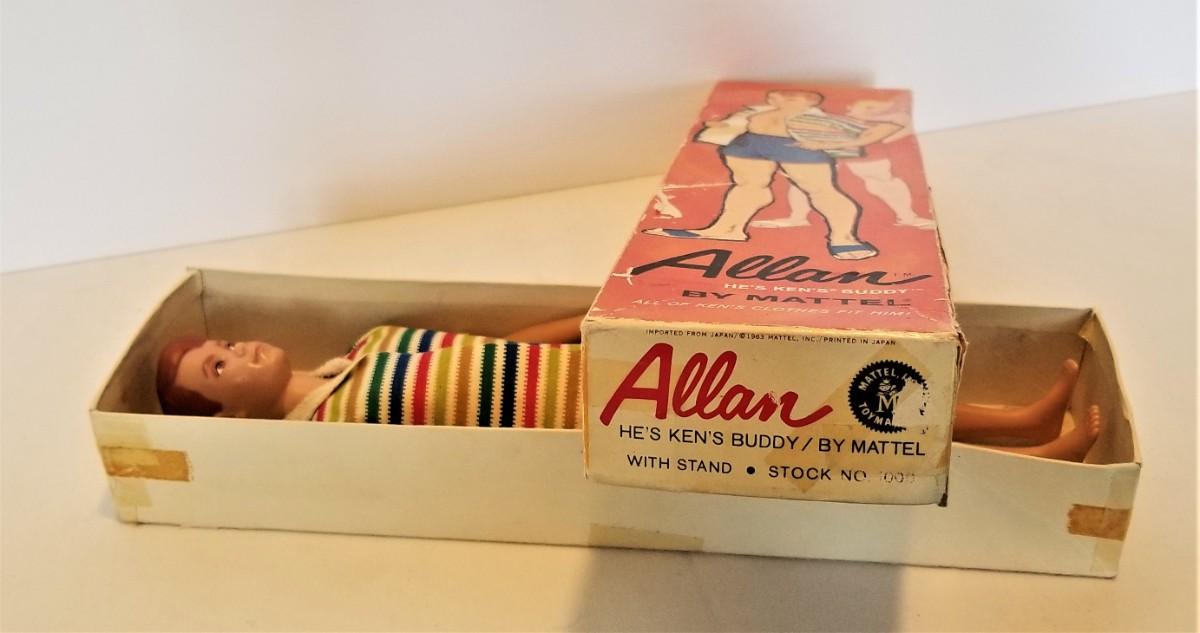 Allan T.M.
HE'S KEN'S® BUDDY
BY MATTEL
ALL OF KEN'S CLOTHES FIT HIM!
IMPORTED FROM JAPAN/©1963 MATTEL, INC./PRINTED IN JAPAN
Allan
MATTEL,
M
HE'S KEN'S BUDDY/BY MATTEL
WITH STAND • STOCK NO.